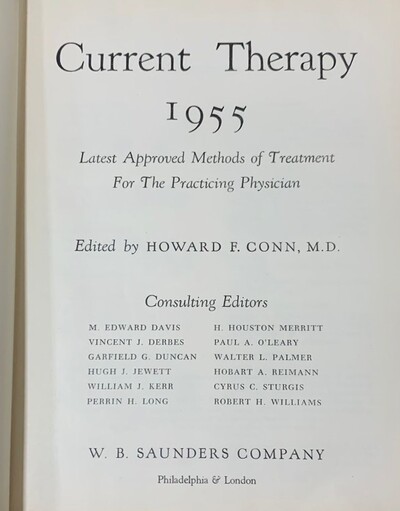 Current Therapy
1955
Latest Approved Methods of Treatment
For The Practicing Physician
Edited by HOWARD F. CONN, M.D.
Consulting Editors
M. EDWARD DAVIS
VINCENT J. DERBES
GARFIELD G. DUNCAN
HUGH J. JEWETT
WILLIAM J. KERR
PERRIN H. LONG
H. HOUSTON MERRITT
PAUL A. O'LEARY
WALTER L. PALMER
HOBART A. REIMANN
CYRUS C. STURGIS
ROBERT H. WILLIAMS
W. B. SAUNDERS COMPANY
Philadelphia & London